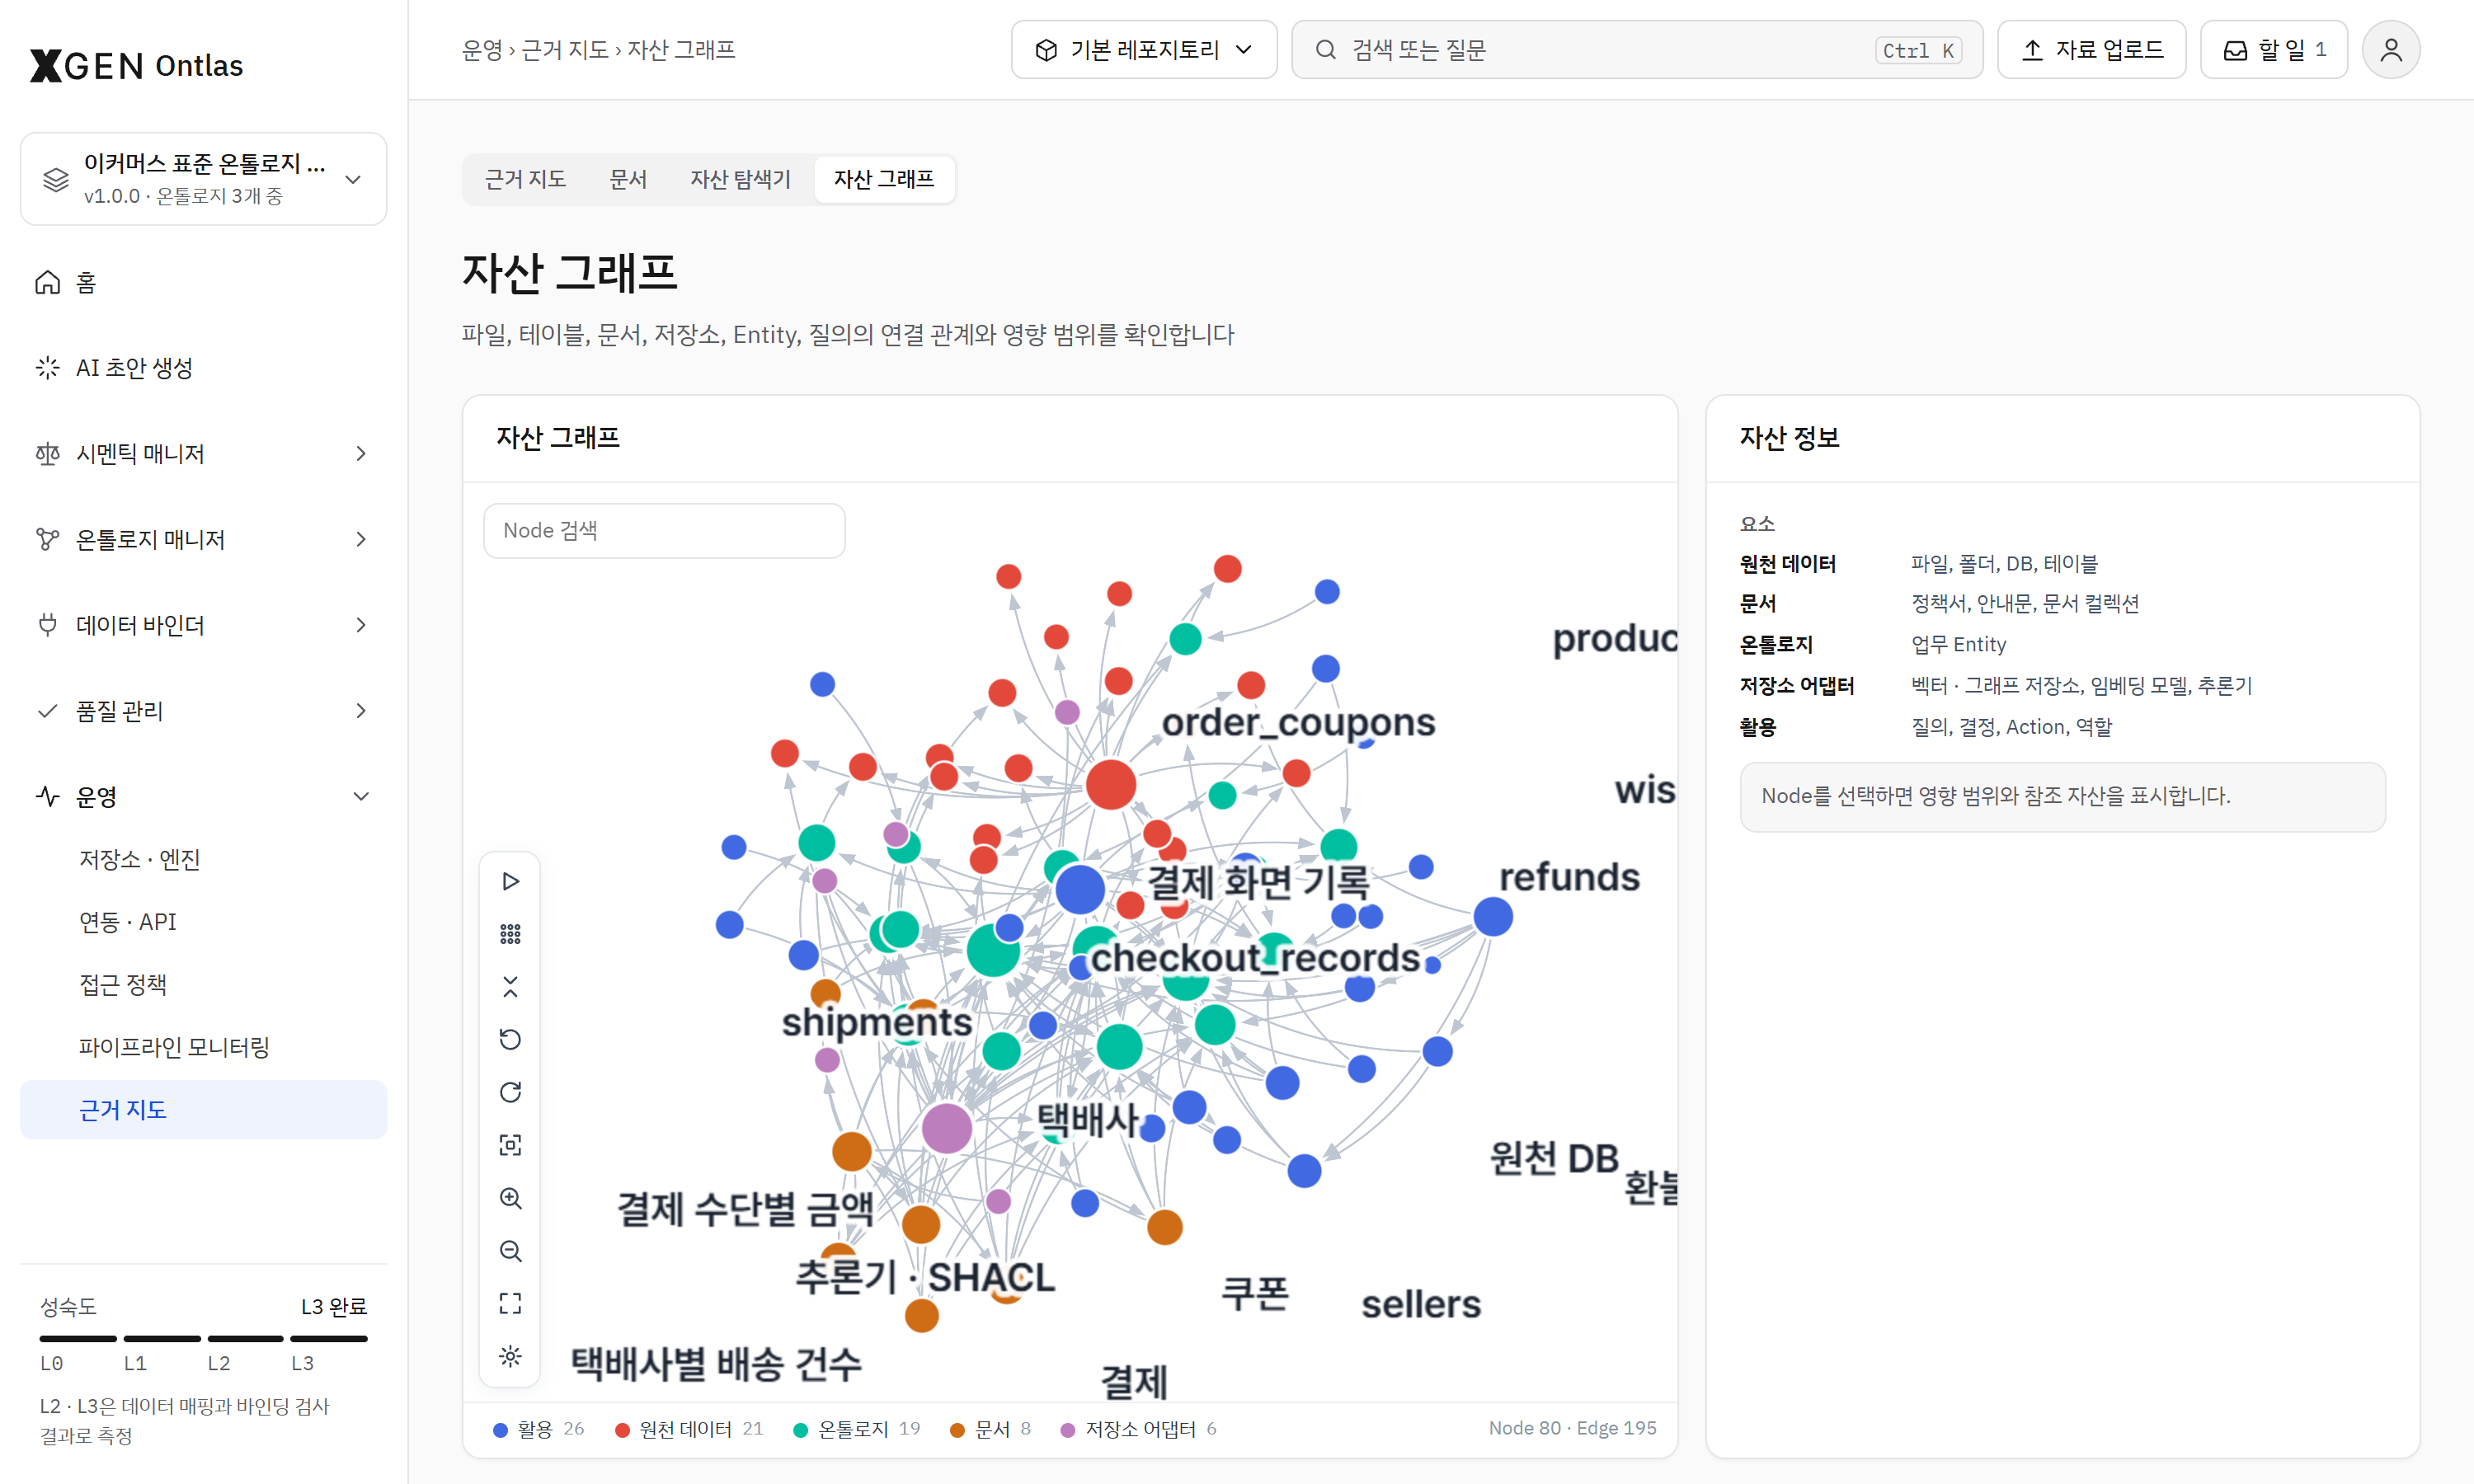 XGEN Ontlas
이커머스 표준 온톨로지 ...
v1.0.0 · 온톨로지 3개 중
홈
AI 초안 생성
시멘틱 매니저
온톨로지 매니저
데이터 바인더
품질 관리
운영
저장소 · 엔진
연동 · API
접근 정책
파이프라인 모니터링
근거 지도
성숙도 L3 완료
L0 L1 L2 L3
L2 · L3은 데이터 매핑과 바인딩 검사
결과로 측정
운영 › 근거 지도 › 자산 그래프
기본 레포지토리
검색 또는 질문 Ctrl K
자료 업로드
할 일 1
근거 지도 문서 자산 탐색기 자산 그래프
자산 그래프
파일, 테이블, 문서, 저장소, Entity, 질의의 연결 관계와 영향 범위를 확인합니다
자산 그래프
Node 검색
produc
order_coupons
wis
결제 화면 기록
refunds
checkout_records
shipments
택배사
원천 DB
결제 수단별 금액
추론기 · SHACL
쿠폰
sellers
택배사별 배송 건수
결제
활용 26 원천 데이터 21 온톨로지 19 문서 8 저장소 어댑터 6
Node 80 · Edge 195
자산 정보
요소
원천 데이터 파일, 폴더, DB, 테이블
문서 정책서, 안내문, 문서 컬렉션
온톨로지 업무 Entity
저장소 어댑터 벡터 · 그래프 저장소, 임베딩 모델, 추론기
활용 질의, 결정, Action, 역할
Node를 선택하면 영향 범위와 참조 자산을 표시합니다.